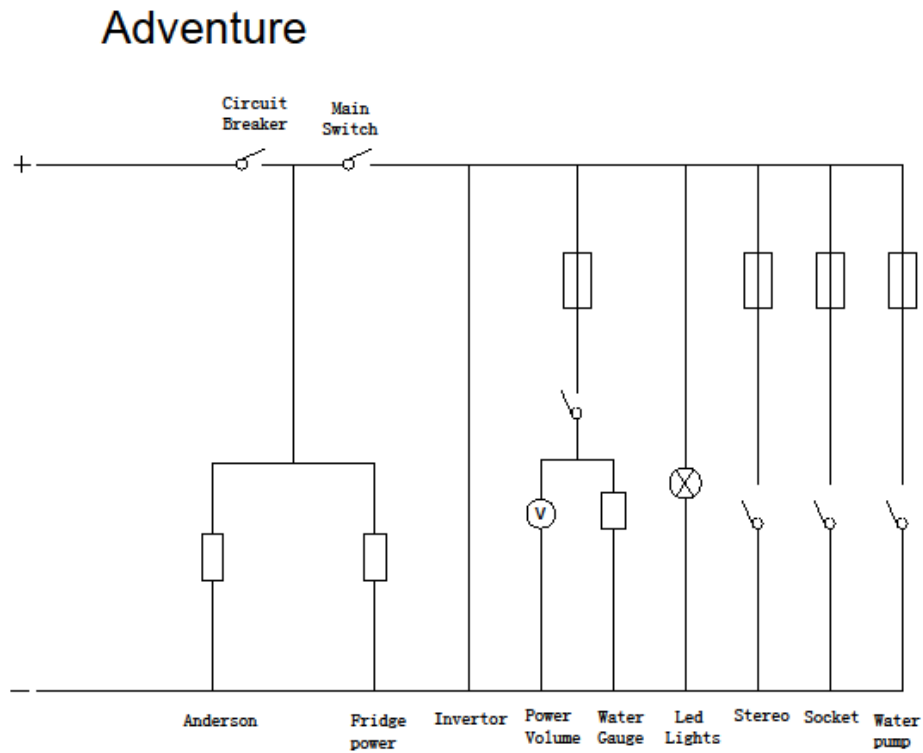 Adventure
Circuit
Breaker
Main
Switch
+
V
−
Anderson
Fridge
power
Invertor
Power
Volume
Water
Gauge
Led
Lights
Stereo
Socket
Water
pump